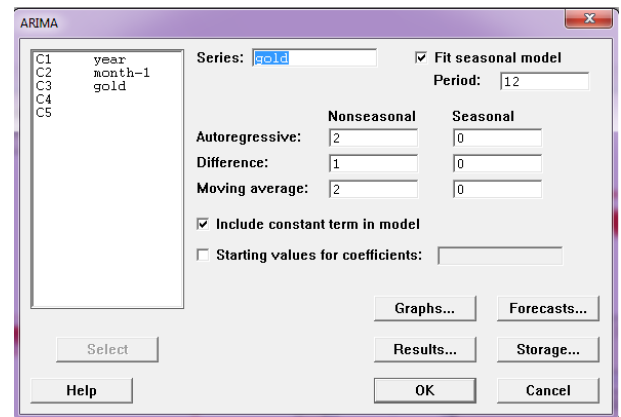 ARIMA
C1 year
C2 month-1
C3 gold
C4
C5
Series: gold
Fit seasonal model
Period: 12
Nonseasonal Seasonal
Autoregressive: 2 0
Difference: 1 0
Moving average: 2 0
Include constant term in model
Starting values for coefficients:
Graphs... Forecasts...
Select Results... Storage...
Help OK Cancel